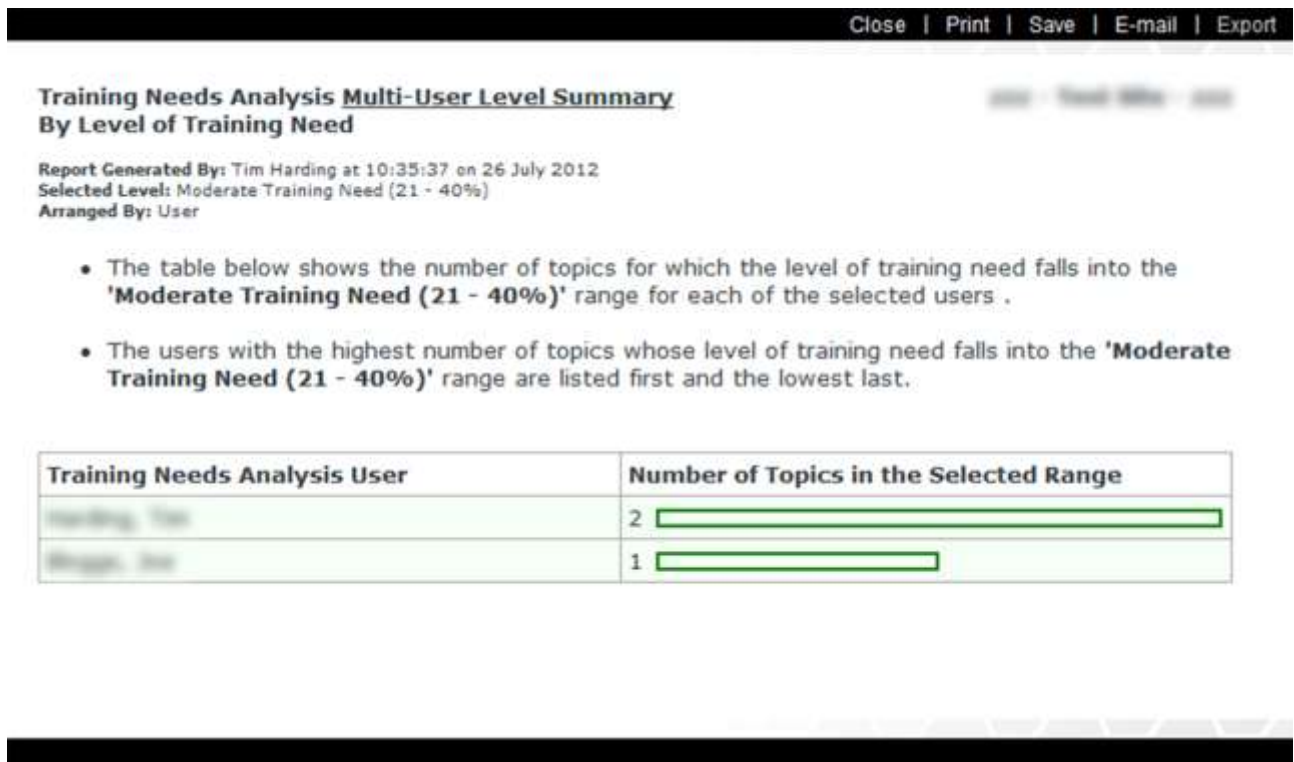 Close | Print | Save | E-mail | Export
Training Needs Analysis Multi-User Level Summary
By Level of Training Need
Report Generated By: Tim Harding at 10:35:37 on 26 July 2012
Selected Level: Moderate Training Need (21 - 40%)
Arranged By: User
• The table below shows the number of topics for which the level of training need falls into the
'Moderate Training Need (21 - 40%)' range for each of the selected users .
• The users with the highest number of topics whose level of training need falls into the 'Moderate
Training Need (21 - 40%)' range are listed first and the lowest last.
Training Needs Analysis User Number of Topics in the Selected Range
2
1